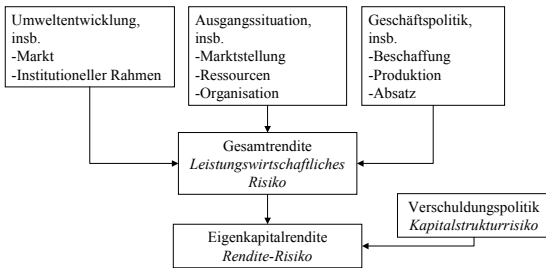 Umweltentwicklung,
insb.
-Markt
-Institutioneller Rahmen
Ausgangssituation,
insb.
-Marktstellung
-Ressourcen
-Organisation
Geschäftspolitik,
insb.
-Beschaffung
-Produktion
-Absatz
Gesamtrendite
Leistungswirtschaftliches
Risiko
Verschuldungspolitik
Kapitalstrukturrisiko
Eigenkapitalrendite
Rendite-Risiko